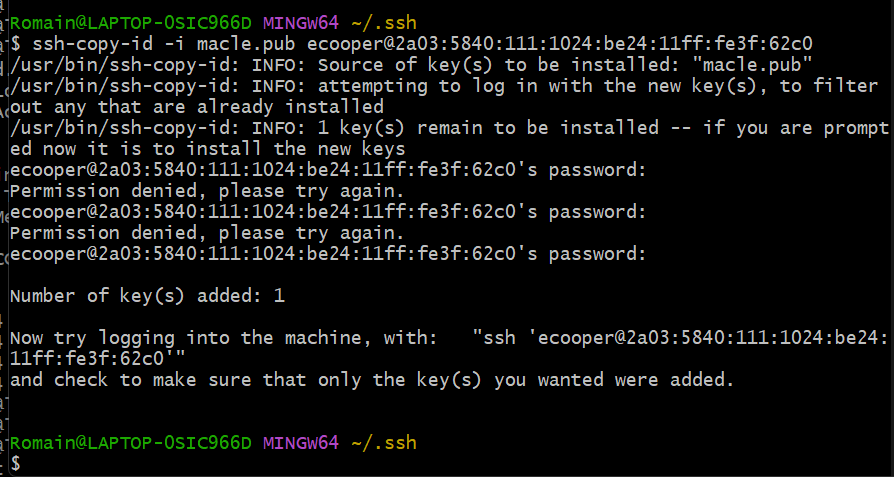 Romain@LAPTOP-0SIC966D MINGW64 ~/.ssh
$ ssh-copy-id -i macle.pub ecooper@2a03:5840:111:1024:be24:11ff:fe3f:62c0
/usr/bin/ssh-copy-id: INFO: Source of key(s) to be installed: "macle.pub"
/usr/bin/ssh-copy-id: INFO: attempting to log in with the new key(s), to filter
out any that are already installed
/usr/bin/ssh-copy-id: INFO: 1 key(s) remain to be installed -- if you are prompt
ed now it is to install the new keys
ecooper@2a03:5840:111:1024:be24:11ff:fe3f:62c0's password:
Permission denied, please try again.
ecooper@2a03:5840:111:1024:be24:11ff:fe3f:62c0's password:
Permission denied, please try again.
ecooper@2a03:5840:111:1024:be24:11ff:fe3f:62c0's password:
Number of key(s) added: 1
Now try logging into the machine, with:   "ssh 'ecooper@2a03:5840:111:1024:be24:
11ff:fe3f:62c0'"
and check to make sure that only the key(s) you wanted were added.
Romain@LAPTOP-0SIC966D MINGW64 ~/.ssh
$